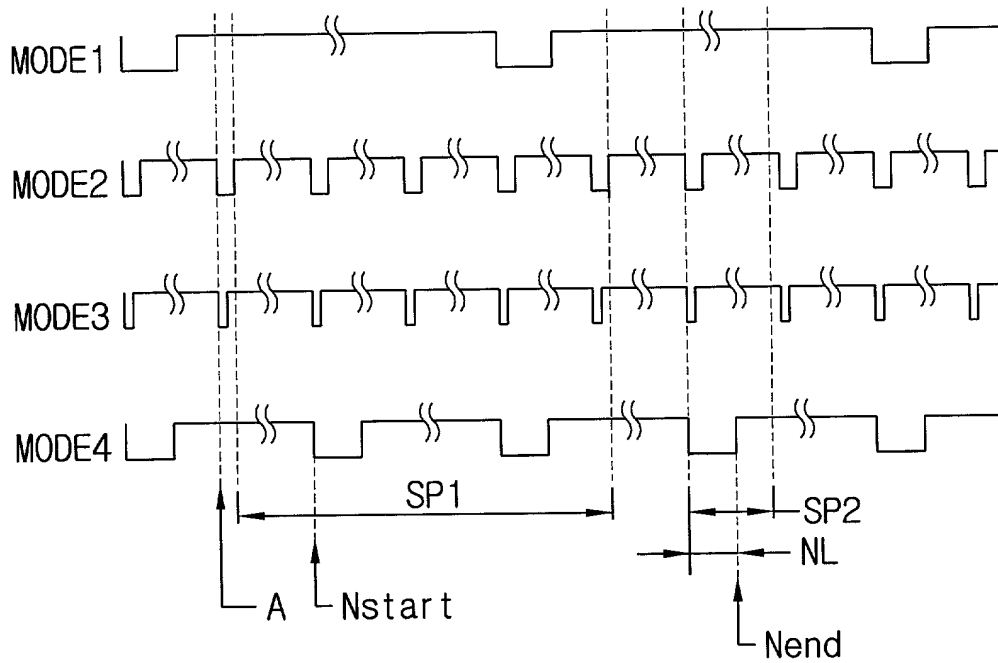 MODE1
MODE2
MODE3
MODE4
SP1
SP2
NL
A
Nstart
Nend